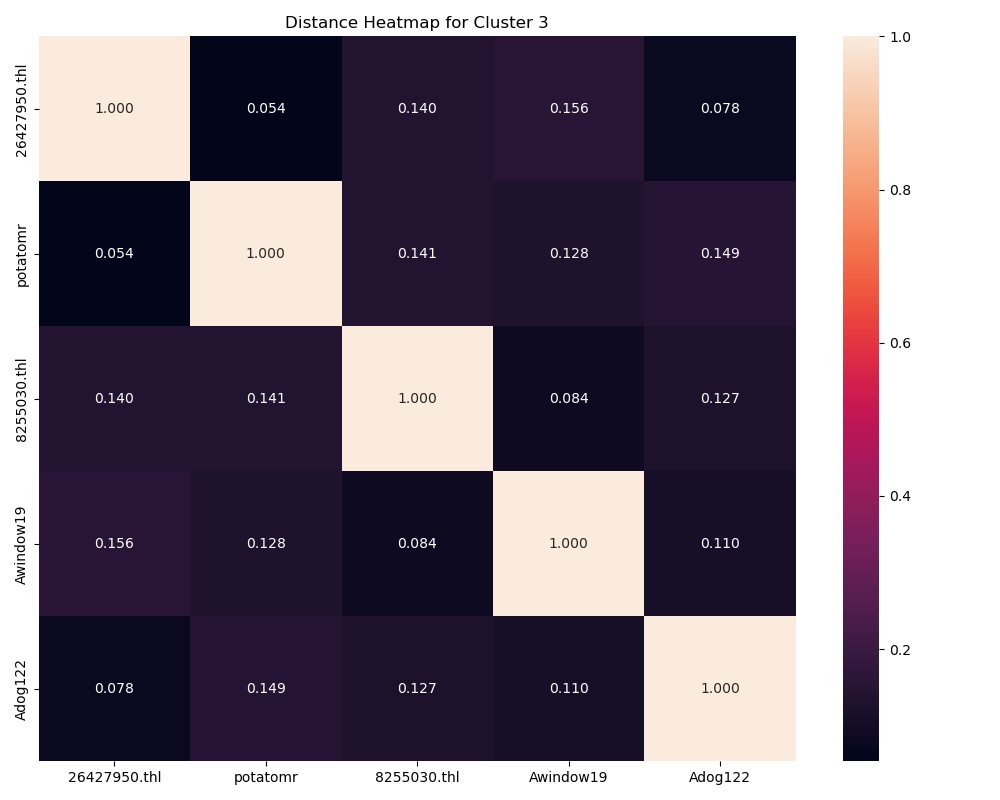 Distance Heatmap for Cluster 3
26427950.thl 1.000 0.054 0.140 0.156 0.078
potatomr 0.054 1.000 0.141 0.128 0.149
8255030.thl 0.140 0.141 1.000 0.084 0.127
Awindow19 0.156 0.128 0.084 1.000 0.110
Adog122 0.078 0.149 0.127 0.110 1.000
26427950.thl potatomr 8255030.thl Awindow19 Adog122
1.0
0.8
0.6
0.4
0.2